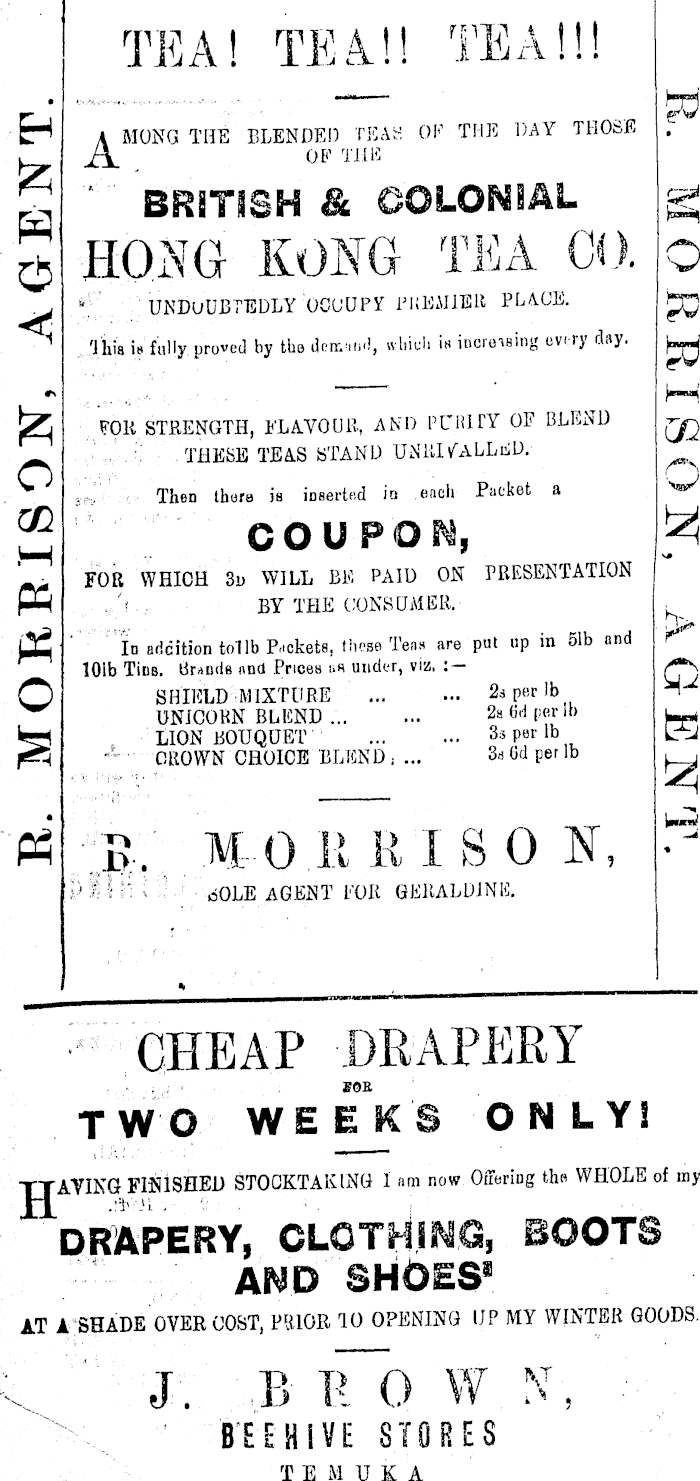 R. MORRISON, AGENT.
TEA! TEA!! TEA!!!
AMONG THE BLENDED TEAS OF THE DAY THOSE
OF THE
BRITISH & COLONIAL
HONG KONG TEA CO.
UNDOUBTEDLY OCCUPY PREMIER PLACE.
This is fully proved by the demand, which is increasing every day.
FOR STRENGTH, FLAVOUR, AND PURITY OF BLEND
THESE TEAS STAND UNRIVALLED.
Then there is inserted in each Packet a
COUPON,
FOR WHICH 3D WILL BE PAID ON PRESENTATION
BY THE CONSUMER.
In addition to 1lb Packets, these Teas are put up in 5lb and
10lb Tins. Brands and Prices as under, viz. :—
SHIELD MIXTURE ... ... 2s per lb
UNICORN BLEND ... ... 2s 6d per lb
LION BOUQUET ... ... 3s per lb
CROWN CHOICE BLEND, ... 3s 6d per lb
R. MORRISON,
SOLE AGENT FOR GERALDINE.
R. MORRISON, AGENT.
CHEAP DRAPERY
FOR
TWO WEEKS ONLY!
HAVING FINISHED STOCKTAKING I am now Offering the WHOLE of my
DRAPERY, CLOTHING, BOOTS
AND SHOES
AT A SHADE OVER COST, PRIOR TO OPENING UP MY WINTER GOODS.
J. BROWN,
BEEHIVE STORES
TEMUKA